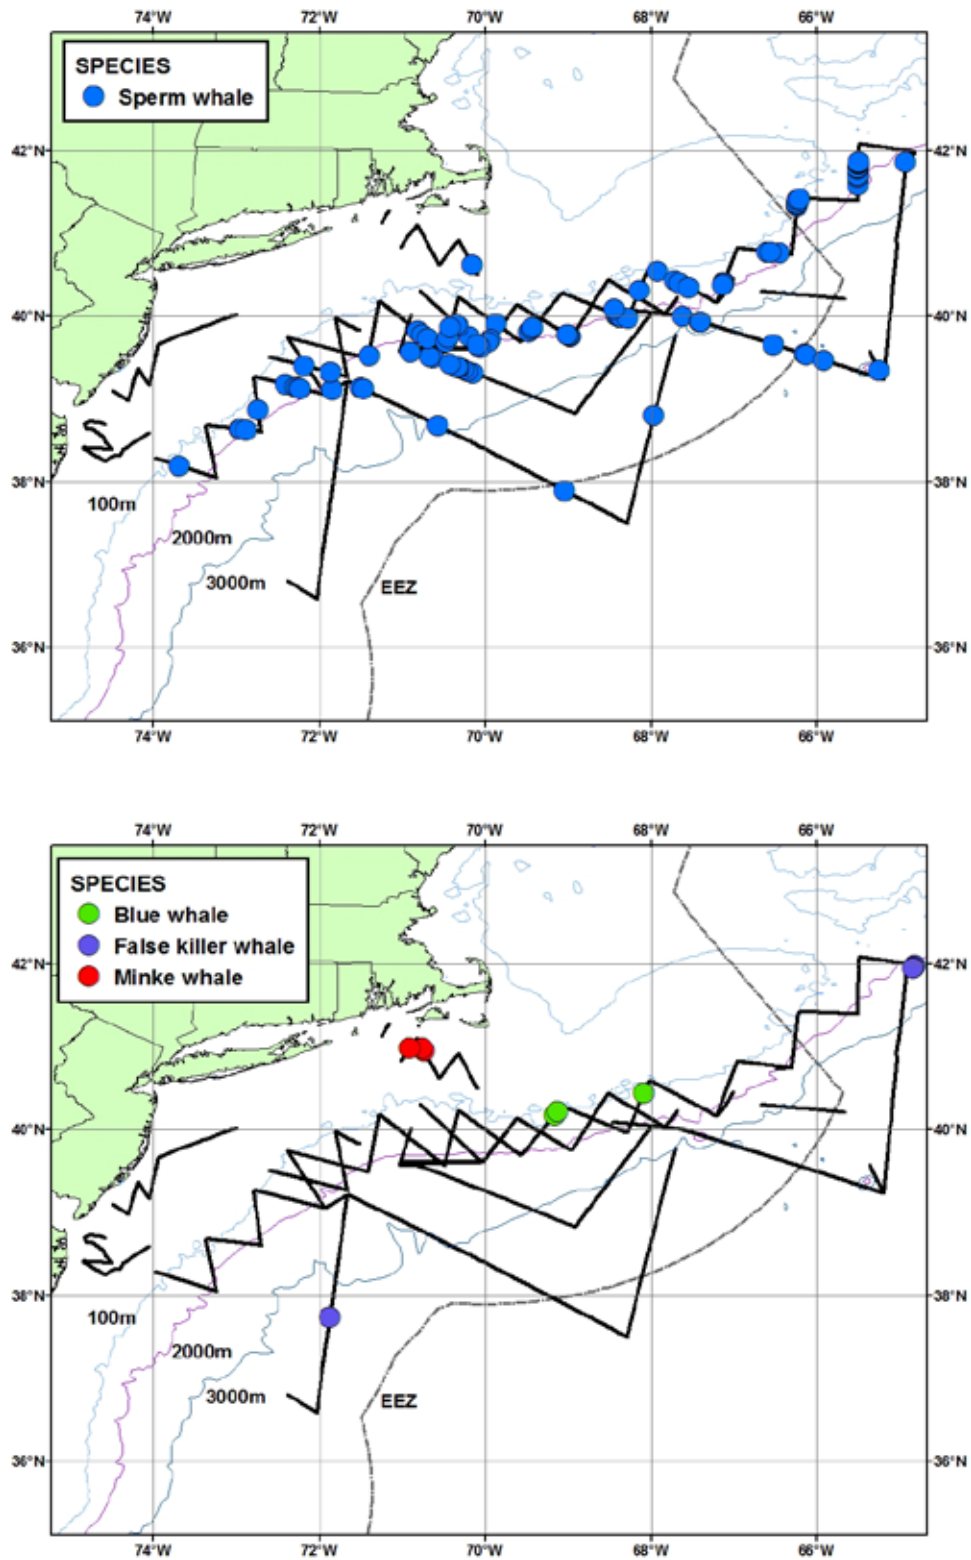 74°W 72°W 70°W 68°W 66°W
SPECIES
Sperm whale
42°N 42°N
40°N 40°N
38°N 38°N
100m
2000m
3000m
EEZ
36°N 36°N
74°W 72°W 70°W 68°W 66°W
74°W 72°W 70°W 68°W 66°W
SPECIES
Blue whale
False killer whale
Minke whale
42°N 42°N
40°N 40°N
38°N 38°N
100m
2000m
3000m
EEZ
36°N 36°N
74°W 72°W 70°W 68°W 66°W